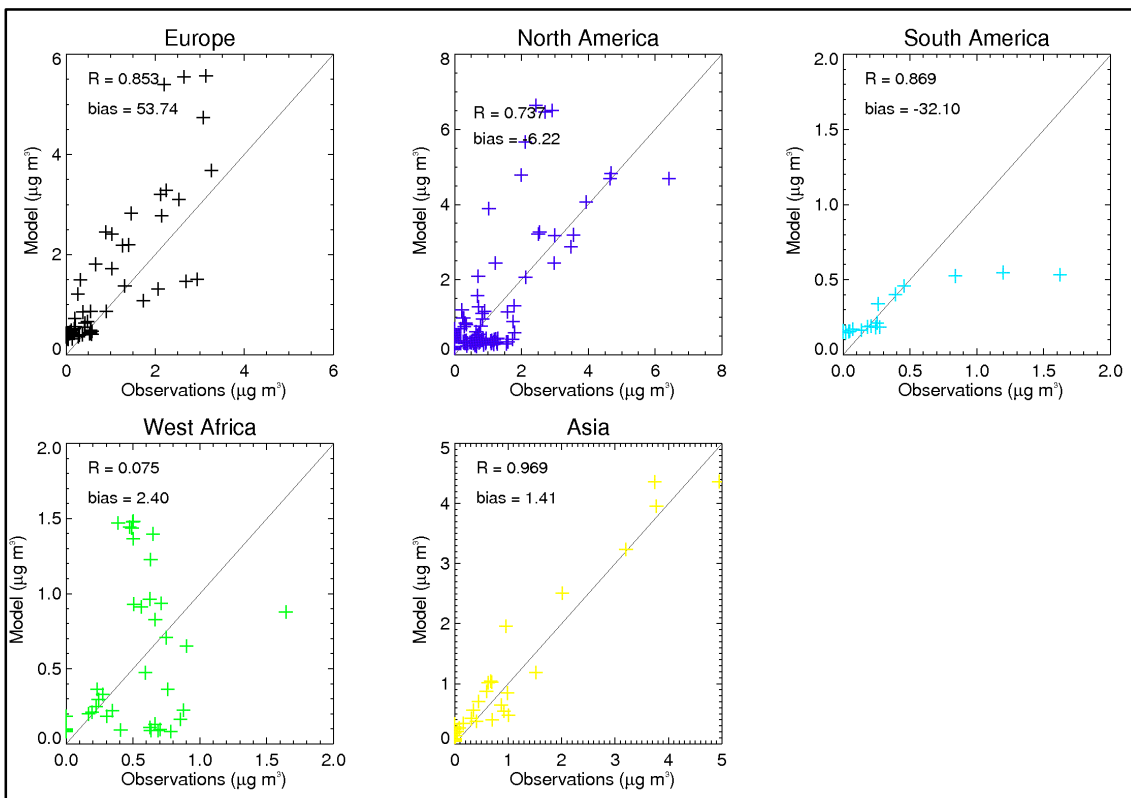 Europe
R = 0.853
bias = 53.74
6
4
2
0
Model (µg m³)
0 2 4 6
Observations (µg m³)
North America
R = 0.737
bias = -6.22
8
6
4
2
0
Model (µg m³)
0 2 4 6 8
Observations (µg m³)
South America
R = 0.869
bias = -32.10
2.0
1.5
1.0
0.5
0.0
Model (µg m³)
0.0 0.5 1.0 1.5 2.0
Observations (µg m³)
West Africa
R = 0.075
bias = 2.40
2.0
1.5
1.0
0.5
0.0
Model (µg m³)
0.0 0.5 1.0 1.5 2.0
Observations (µg m³)
Asia
R = 0.969
bias = 1.41
5
4
3
2
1
0
Model (µg m³)
0 1 2 3 4 5
Observations (µg m³)